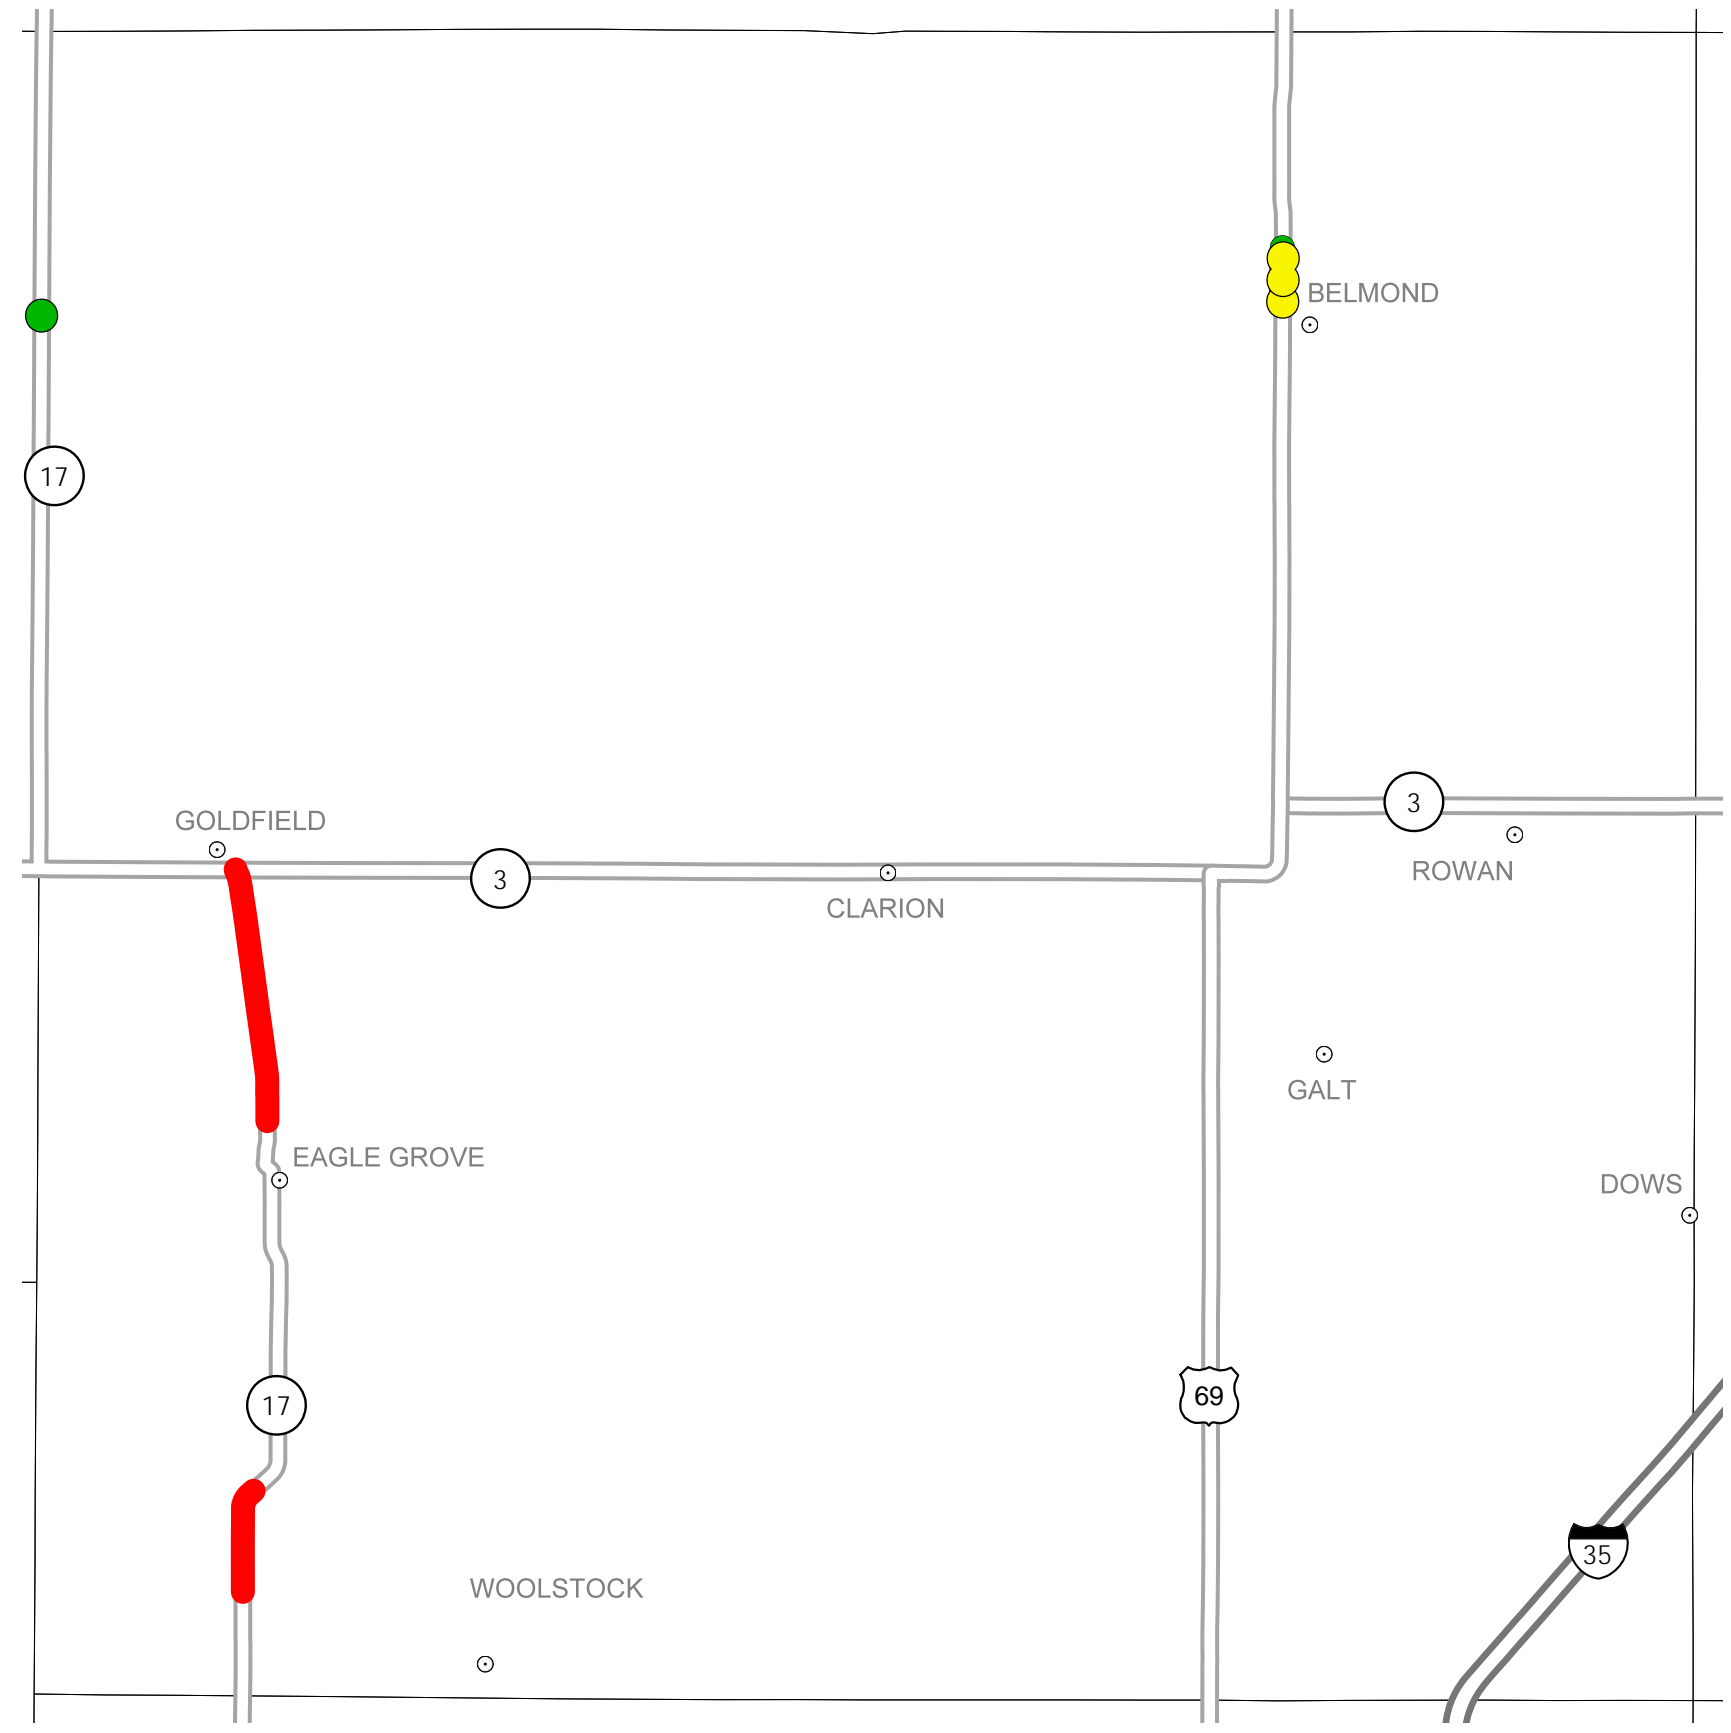 BELMOND
17
3
GOLDFIELD
ROWAN
3
CLARION
GALT
EAGLE GROVE
DOWS
69
17
35
WOOLSTOCK